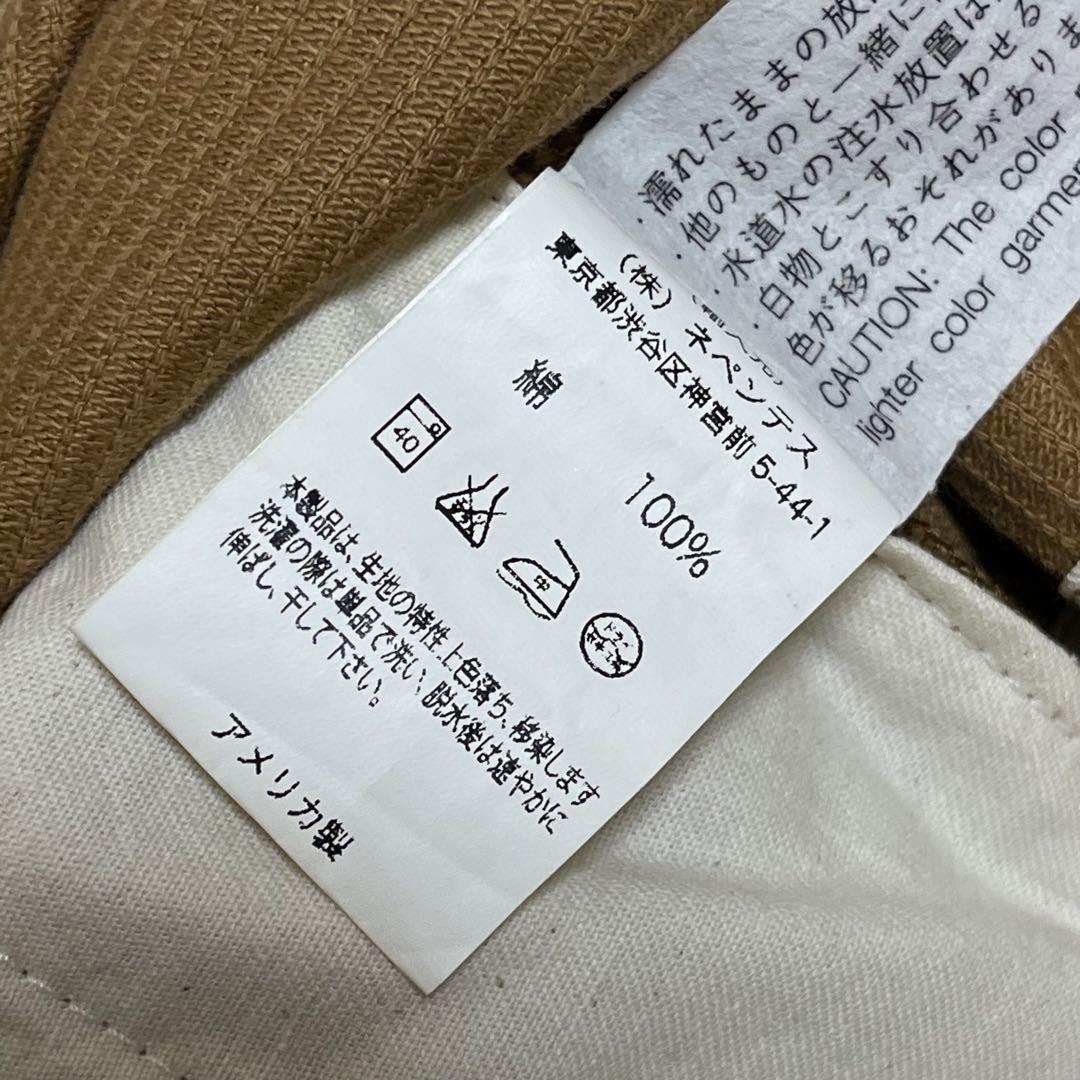 ・濡れたままの放
・他のものと一緒に
・水道水の注水放置は
・白物とこすり合わせる
色が移るおそれがありま
CAUTION: The color
lighter color garmen
(株) ネペンテス
東京都渋谷区神宮前5-44-1
綿 100%
40
中
ドライ
本製品は、生地の特性上色落ち、移染します
洗濯の際は単品で洗い、脱水後は速やかに
伸ばし、干して下さい。
アメリカ製